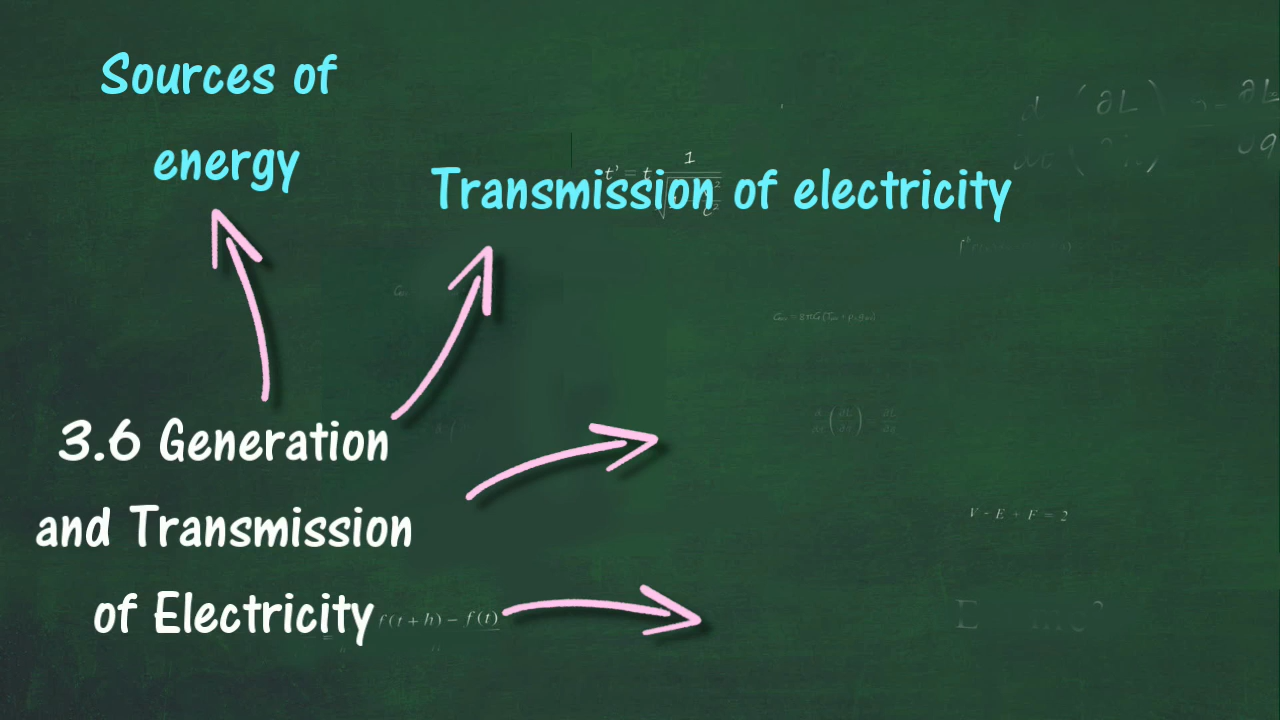 Sources of
energy
Transmission of electricity
3.6 Generation
and Transmission
of Electricity
f(t + h) − f(t)
V - E + F = 2